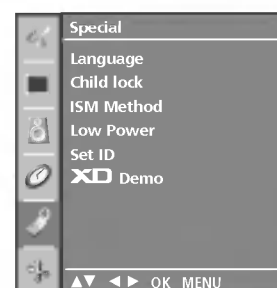 Special
Language
Child lock
ISM Method
Low Power
Set ID
XD Demo
▲▼ ◄► OK MENU